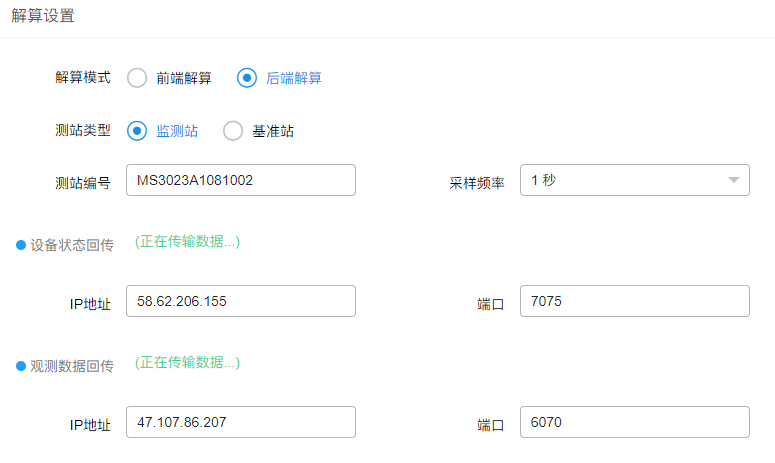 解算设置
解算模式 前端解算 后端解算
测站类型 监测站 基准站
测站编号 MS3023A1081002 采样频率 1 秒
设备状态回传 (正在传输数据...)
IP地址 58.62.206.155 端口 7075
观测数据回传 (正在传输数据...)
IP地址 47.107.86.207 端口 6070